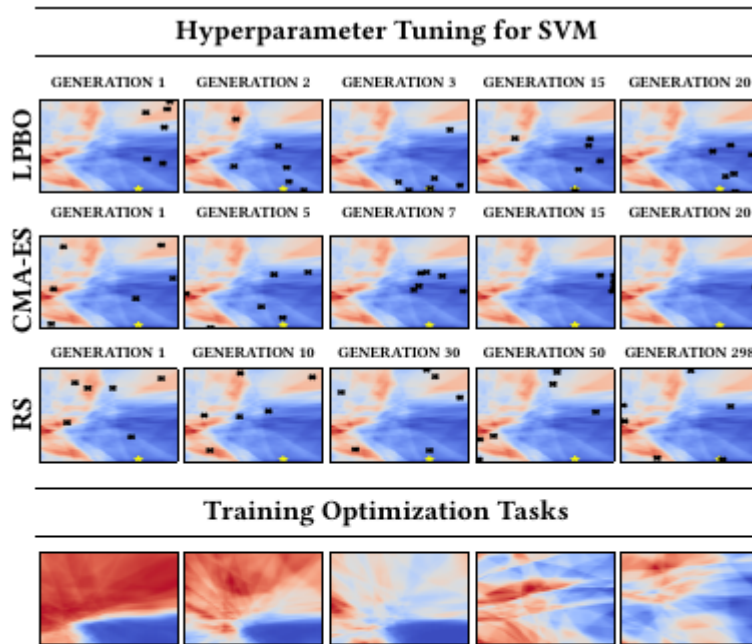 Hyperparameter Tuning for SVM
GENERATION 1 GENERATION 2 GENERATION 3 GENERATION 15 GENERATION 20
LPBO
GENERATION 1 GENERATION 5 GENERATION 7 GENERATION 15 GENERATION 20
CMA-ES
GENERATION 1 GENERATION 10 GENERATION 30 GENERATION 50 GENERATION 298
RS
Training Optimization Tasks